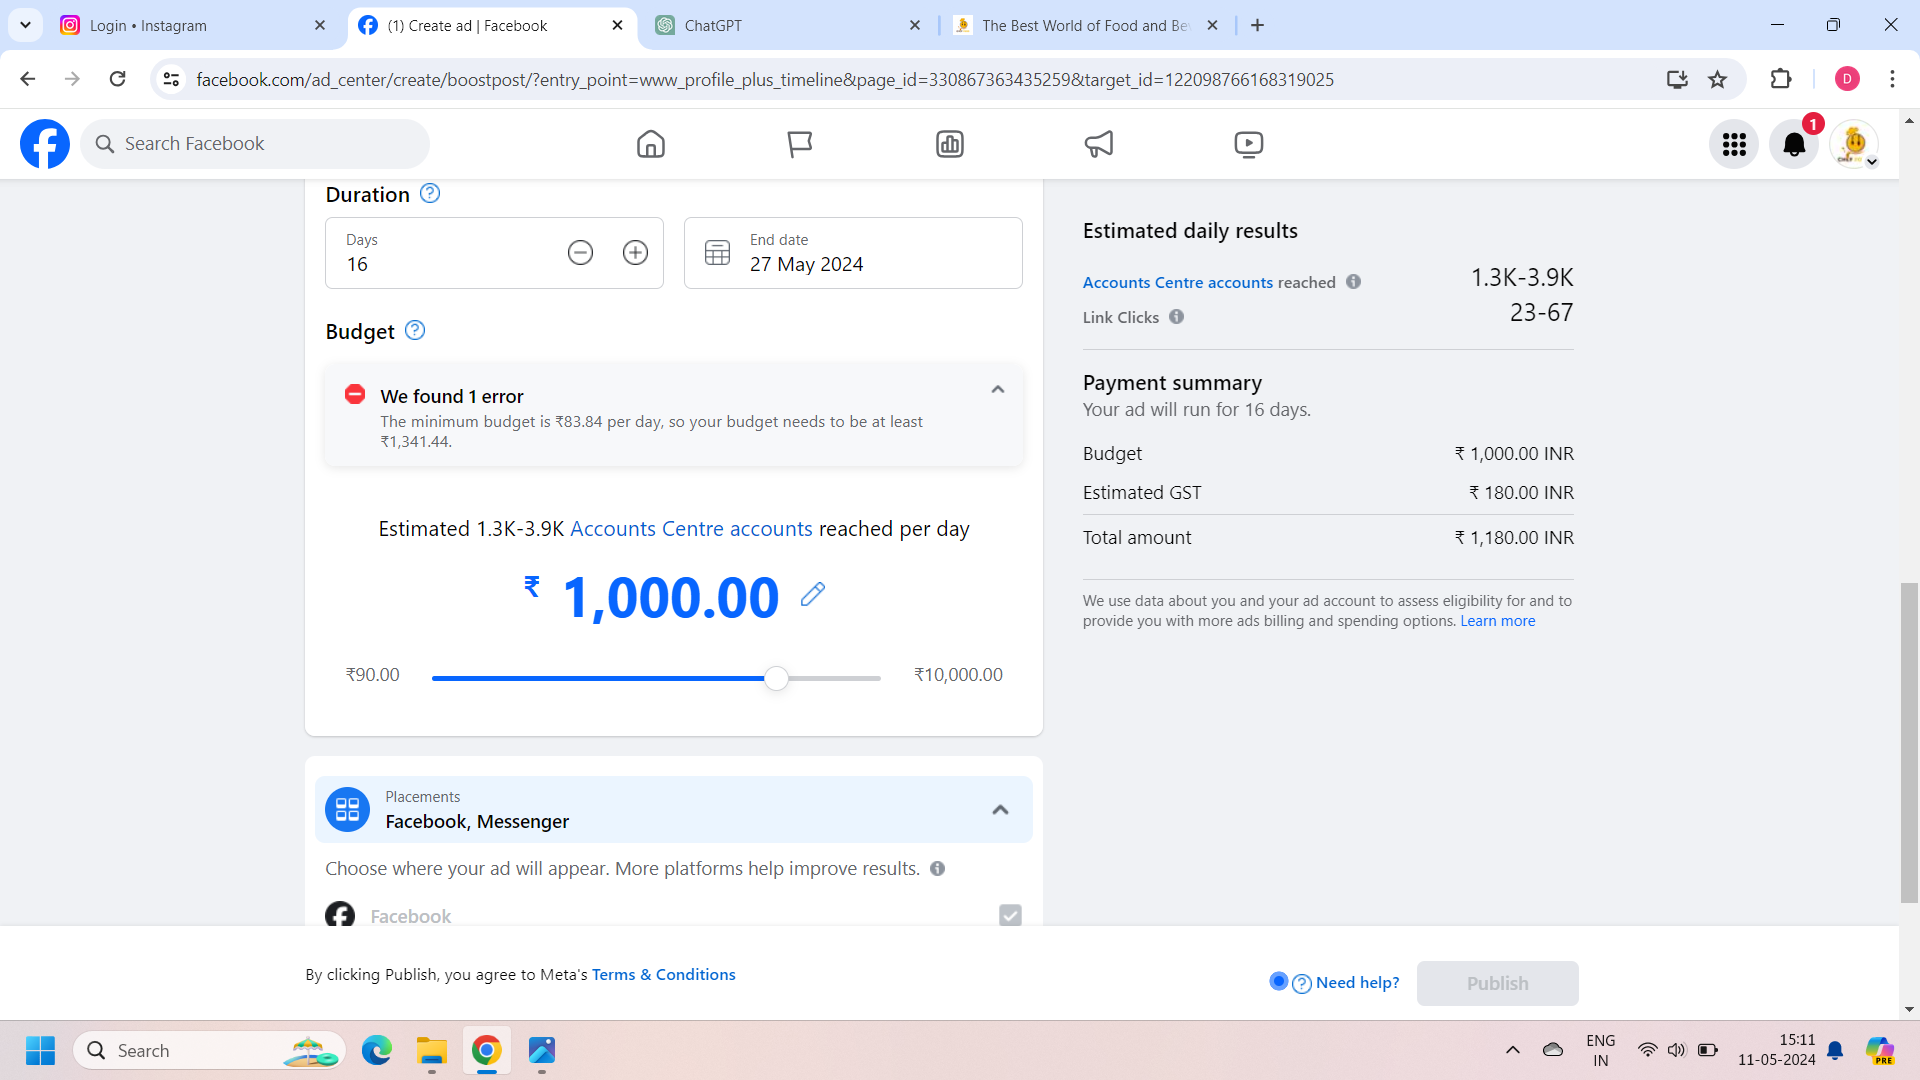 Login • Instagram
(1) Create ad | Facebook
ChatGPT
The Best World of Food and Be
facebook.com/ad_center/create/boostpost/?entry_point=www_profile_plus_timeline&page_id=330867363435259&target_id=122098766168319025
D
Search Facebook
1
Duration
Days
16
End date
27 May 2024
Budget
We found 1 error
The minimum budget is ₹83.84 per day, so your budget needs to be at least
₹1,341.44.
Estimated 1.3K-3.9K Accounts Centre accounts reached per day
₹ 1,000.00
₹90.00
₹10,000.00
Placements
Facebook, Messenger
Choose where your ad will appear. More platforms help improve results.
Facebook
Estimated daily results
Accounts Centre accounts reached 1.3K-3.9K
Link Clicks 23-67
Payment summary
Your ad will run for 16 days.
Budget ₹ 1,000.00 INR
Estimated GST ₹ 180.00 INR
Total amount ₹ 1,180.00 INR
We use data about you and your ad account to assess eligibility for and to
provide you with more ads billing and spending options. Learn more
By clicking Publish, you agree to Meta's Terms & Conditions
Need help?
Publish
Search
ENG
IN
15:11
11-05-2024
PRE